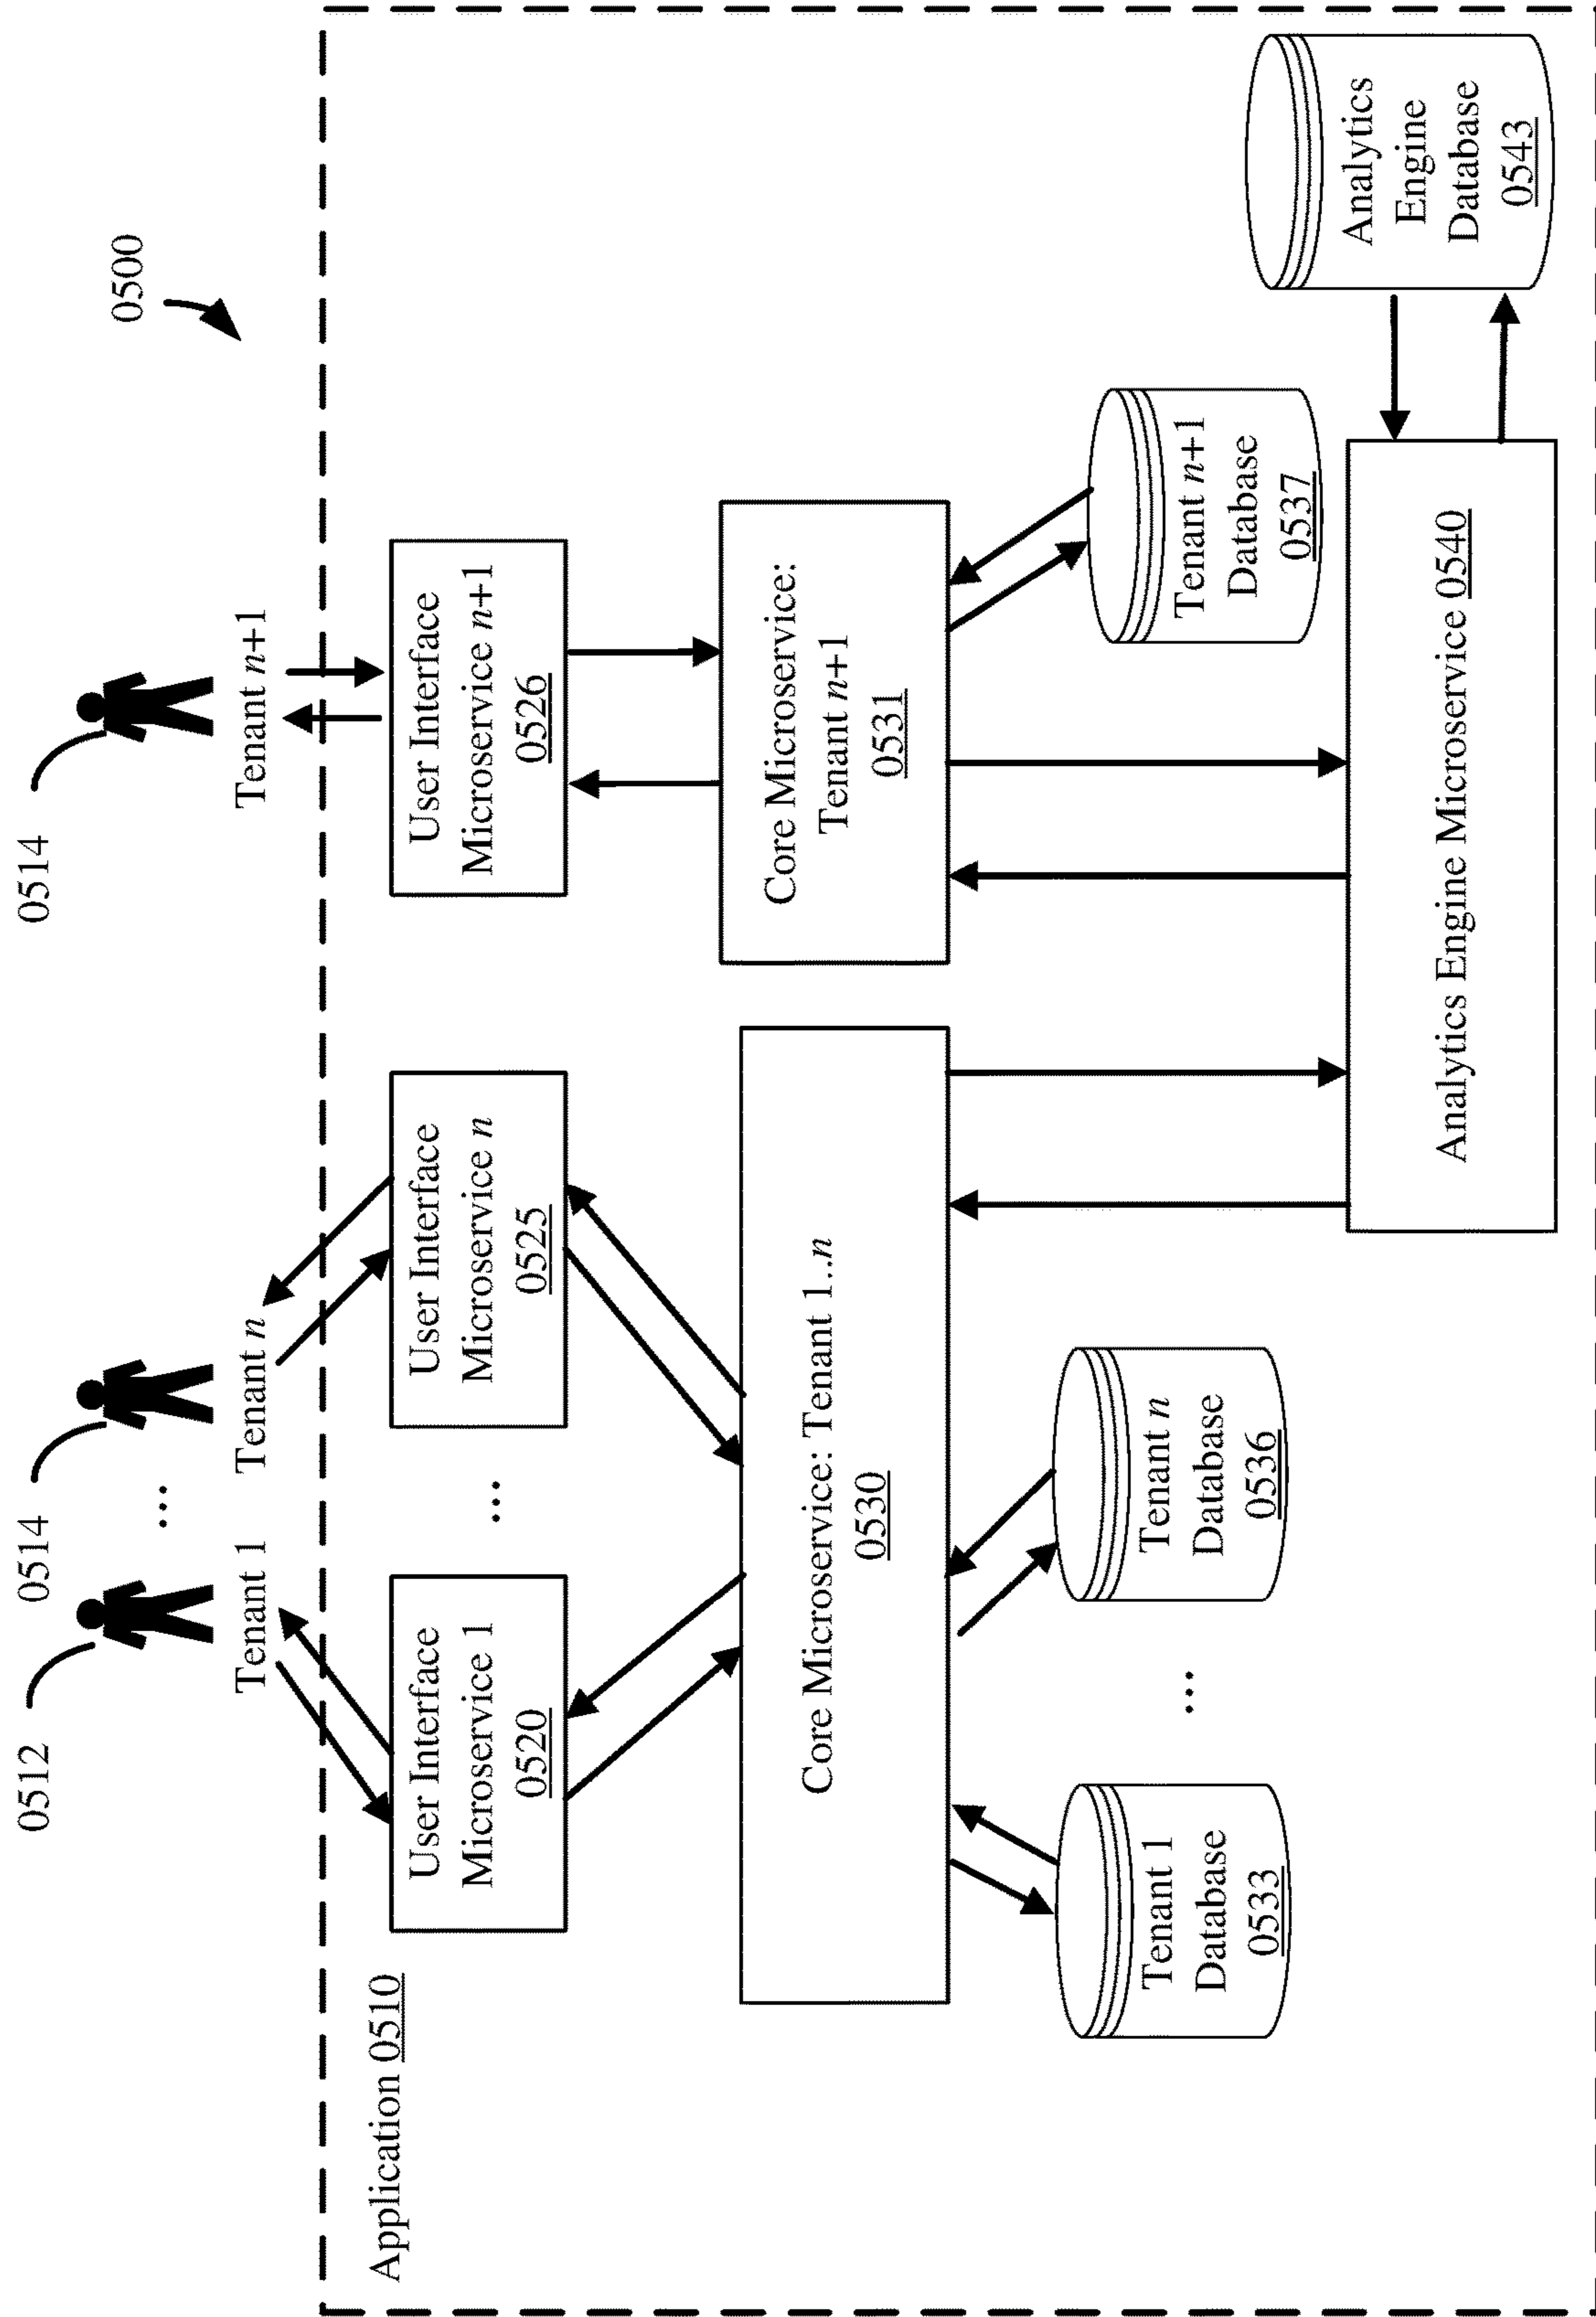 0500
0512
0514
0514
Tenant 1
...
Tenant n
Tenant n+1
Application 0510
User Interface
Microservice 1
0520
...
User Interface
Microservice n
0525
User Interface
Microservice n+1
0526
Core Microservice: Tenant 1..n
0530
Core Microservice:
Tenant n+1
0531
Tenant 1
Database
0533
...
Tenant n
Database
0536
Tenant n+1
Database
0537
Analytics Engine Microservice 0540
Analytics
Engine
Database
0543